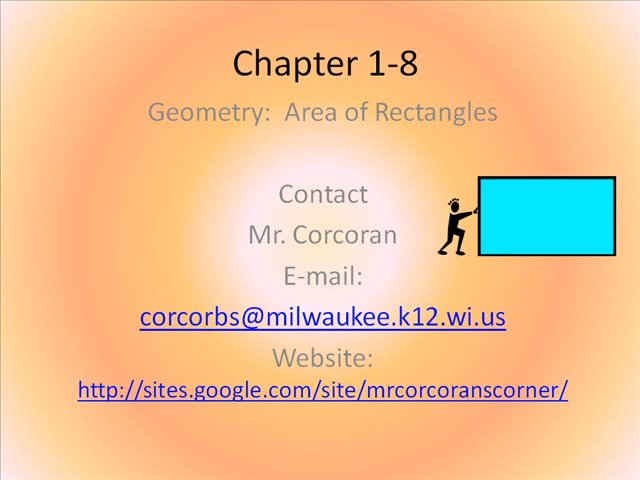 Chapter 1-8
Geometry:  Area of Rectangles
Contact
Mr. Corcoran
E-mail:
corcorbs@milwaukee.k12.wi.us
Website:
http://sites.google.com/site/mrcorcoranscorner/